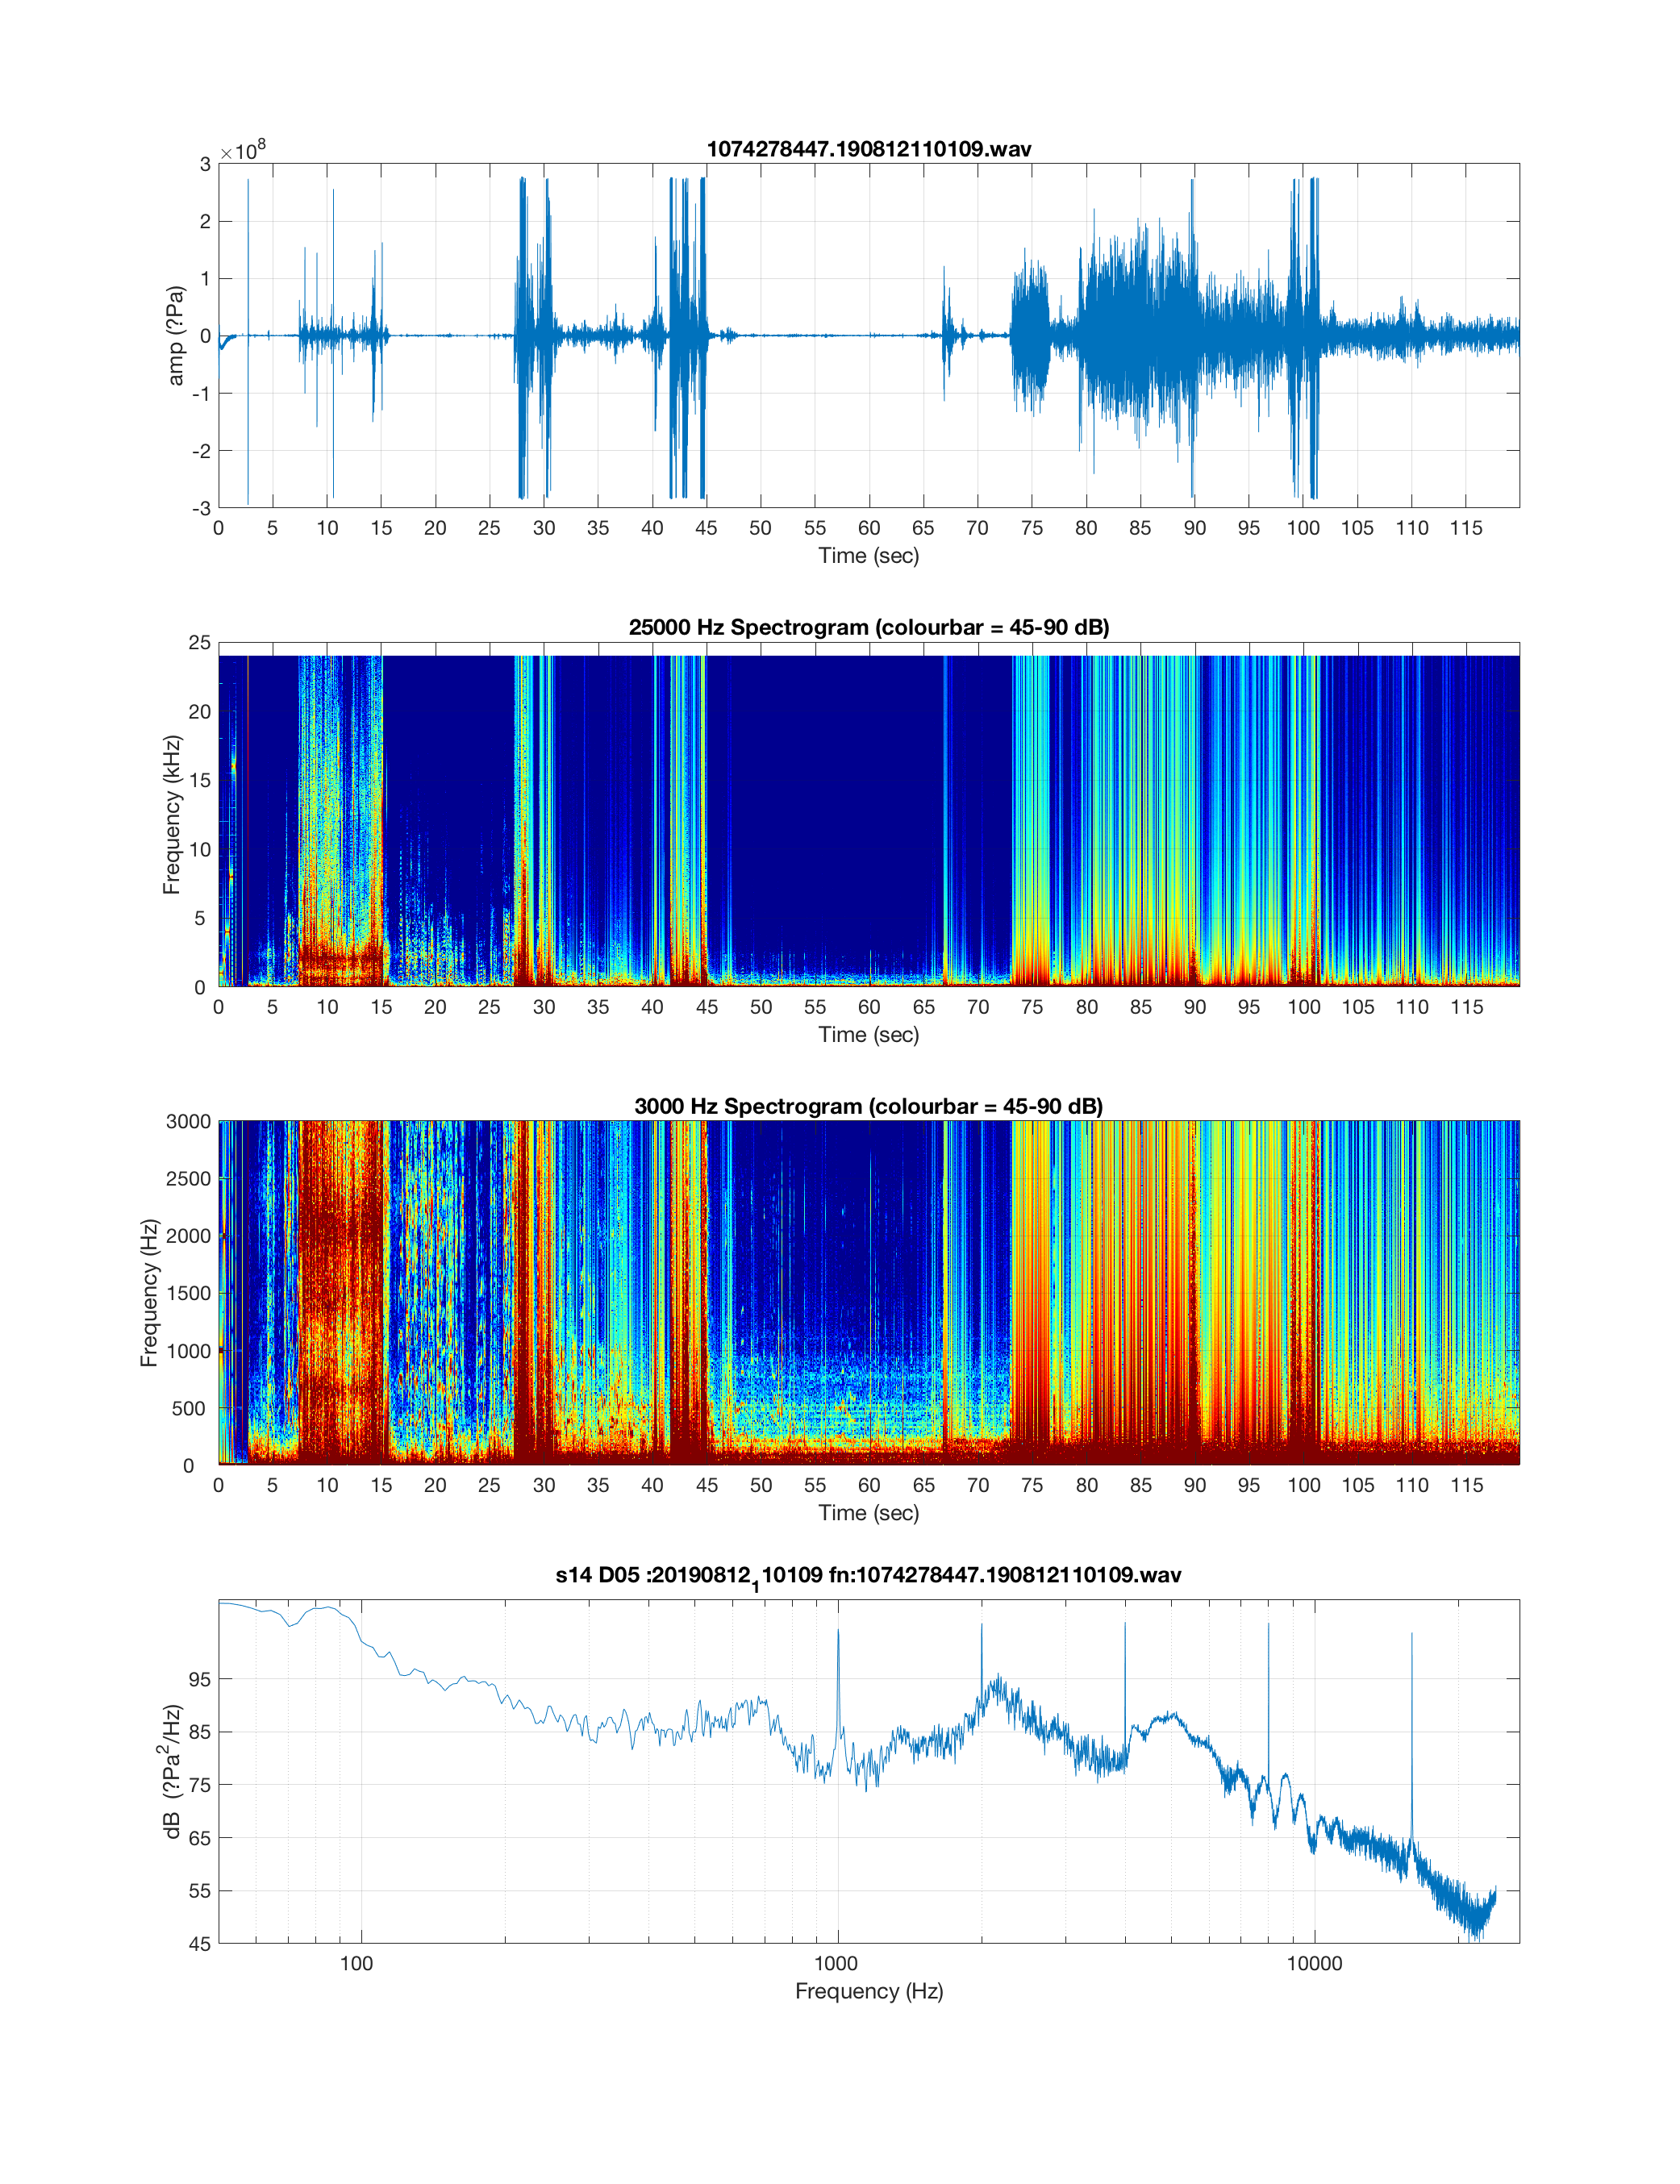 1074278447.190812110109.wav
×10⁸
3
2
1
0
-1
-2
-3
amp (?Pa)
0 5 10 15 20 25 30 35 40 45 50 55 60 65 70 75 80 85 90 95 100 105 110 115
Time (sec)
25000 Hz Spectrogram (colourbar = 45-90 dB)
25
20
15
10
5
0
Frequency (kHz)
0 5 10 15 20 25 30 35 40 45 50 55 60 65 70 75 80 85 90 95 100 105 110 115
Time (sec)
3000 Hz Spectrogram (colourbar = 45-90 dB)
3000
2500
2000
1500
1000
500
0
Frequency (Hz)
0 5 10 15 20 25 30 35 40 45 50 55 60 65 70 75 80 85 90 95 100 105 110 115
Time (sec)
s14 D05 :20190812₁10109 fn:1074278447.190812110109.wav
95
85
75
65
55
45
dB (?Pa²/Hz)
100 1000 10000
Frequency (Hz)